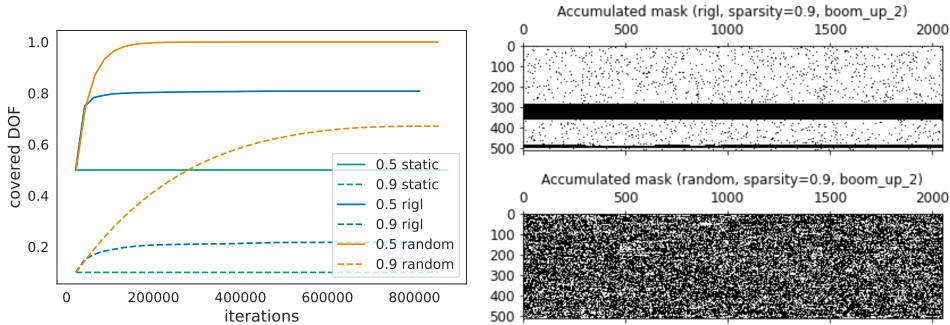 covered DOF
1.0
0.8
0.6
0.4
0.2
0
200000
400000
600000
800000
iterations
0.5 static
0.9 static
0.5 rigl
0.9 rigl
0.5 random
0.9 random
Accumulated mask (rigl, sparsity=0.9, boom_up_2)
0 500 1000 1500 2000
0
100
200
300
400
500
Accumulated mask (random, sparsity=0.9, boom_up_2)
0 500 1000 1500 2000
0
100
200
300
400
500